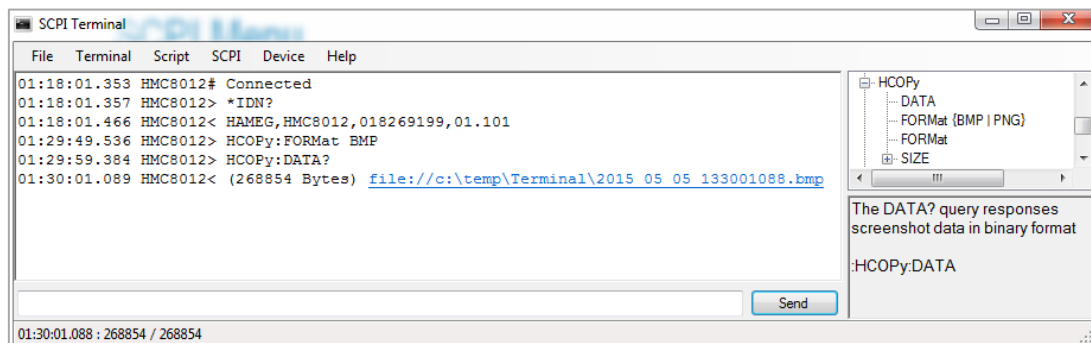 SCPI Terminal
SCPI Menu
File Terminal Script SCPI Device Help
01:18:01.353 HMC8012# Connected
01:18:01.357 HMC8012> *IDN?
01:18:01.466 HMC8012< HAMEG,HMC8012,018269199,01.101
01:29:49.536 HMC8012> HCOPy:FORMat BMP
01:29:59.384 HMC8012> HCOPy:DATA?
01:30:01.089 HMC8012< (268854 Bytes) file://c:\temp\Terminal\2015 05 05 133001088.bmp
HCOPy
DATA
FORMat {BMP | PNG}
FORMat
SIZE
The DATA? query responses
screenshot data in binary format
:HCOPy:DATA
Send
01:30:01.088 : 268854 / 268854